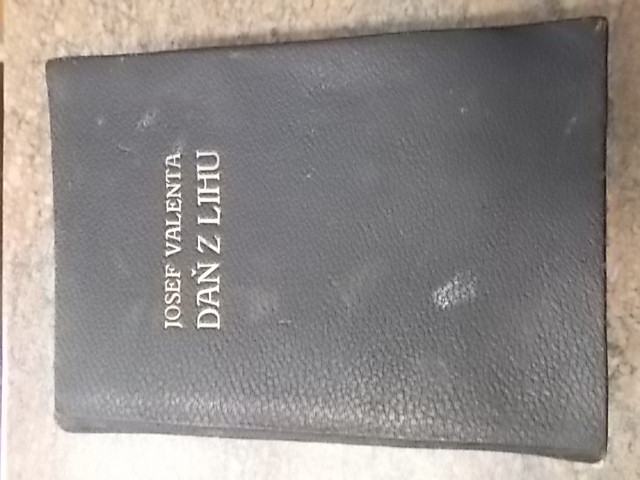 JOSEF VALENTA
DAŇ Z LIHU